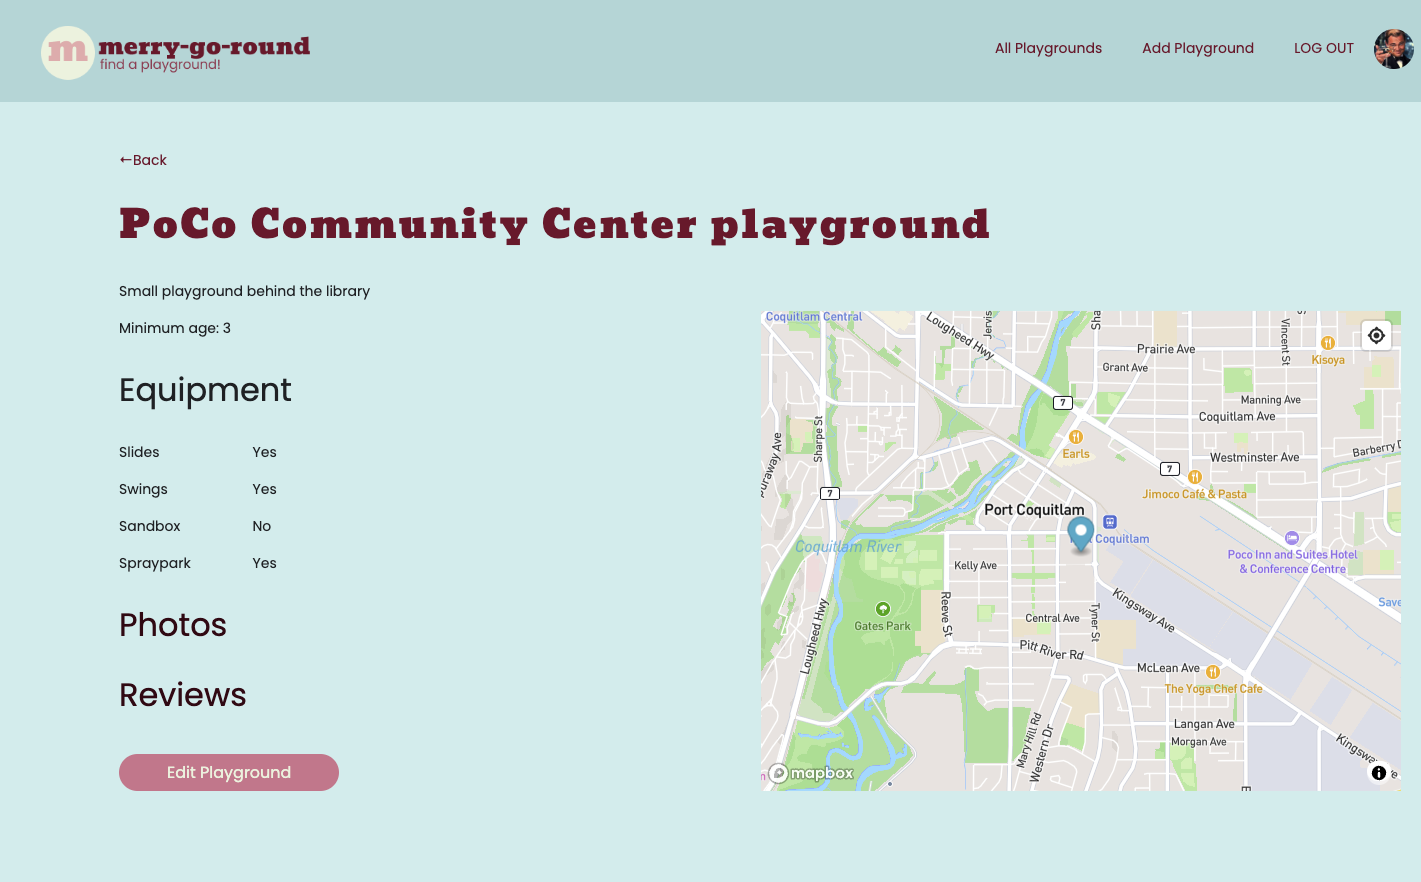 m merry-go-round
find a playground!
All Playgrounds
Add Playground
LOG OUT
←Back
PoCo Community Center playground
Small playground behind the library
Minimum age: 3
Equipment
Slides Yes
Swings Yes
Sandbox No
Spraypark Yes
Photos
Reviews
Edit Playground
Coquitlam Central
Lougheed Hwy
Jervis
Prairie Ave
Vincent St
Kisoya
Grant Ave
7
Manning Ave
Coquitlam Ave
Sharpe St
Earls
Westminster Ave
Barberry D
7
7
Jimoco Café & Pasta
Port Coquitlam
Coquitlam River
Coquitlam
Poco Inn and Suites Hotel
& Conference Centre
Kelly Ave
Reeve St
Gates Park
Lougheed Hwy
Central Ave
Tyner St
Kingsway Ave
Save
Pitt River Rd
McLean Ave
The Yoga Chef Cafe
Mary Hill Rd
Western Dr
Langan Ave
Morgan Ave
Kingsway Ave
mapbox